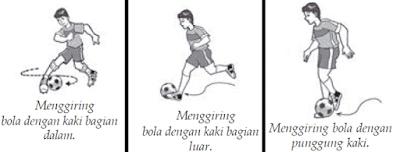 Menggiring
bola dengan kaki bagian
dalam.
Menggiring
bola dengan kaki bagian
luar.
Menggiring bola dengan
punggung kaki.